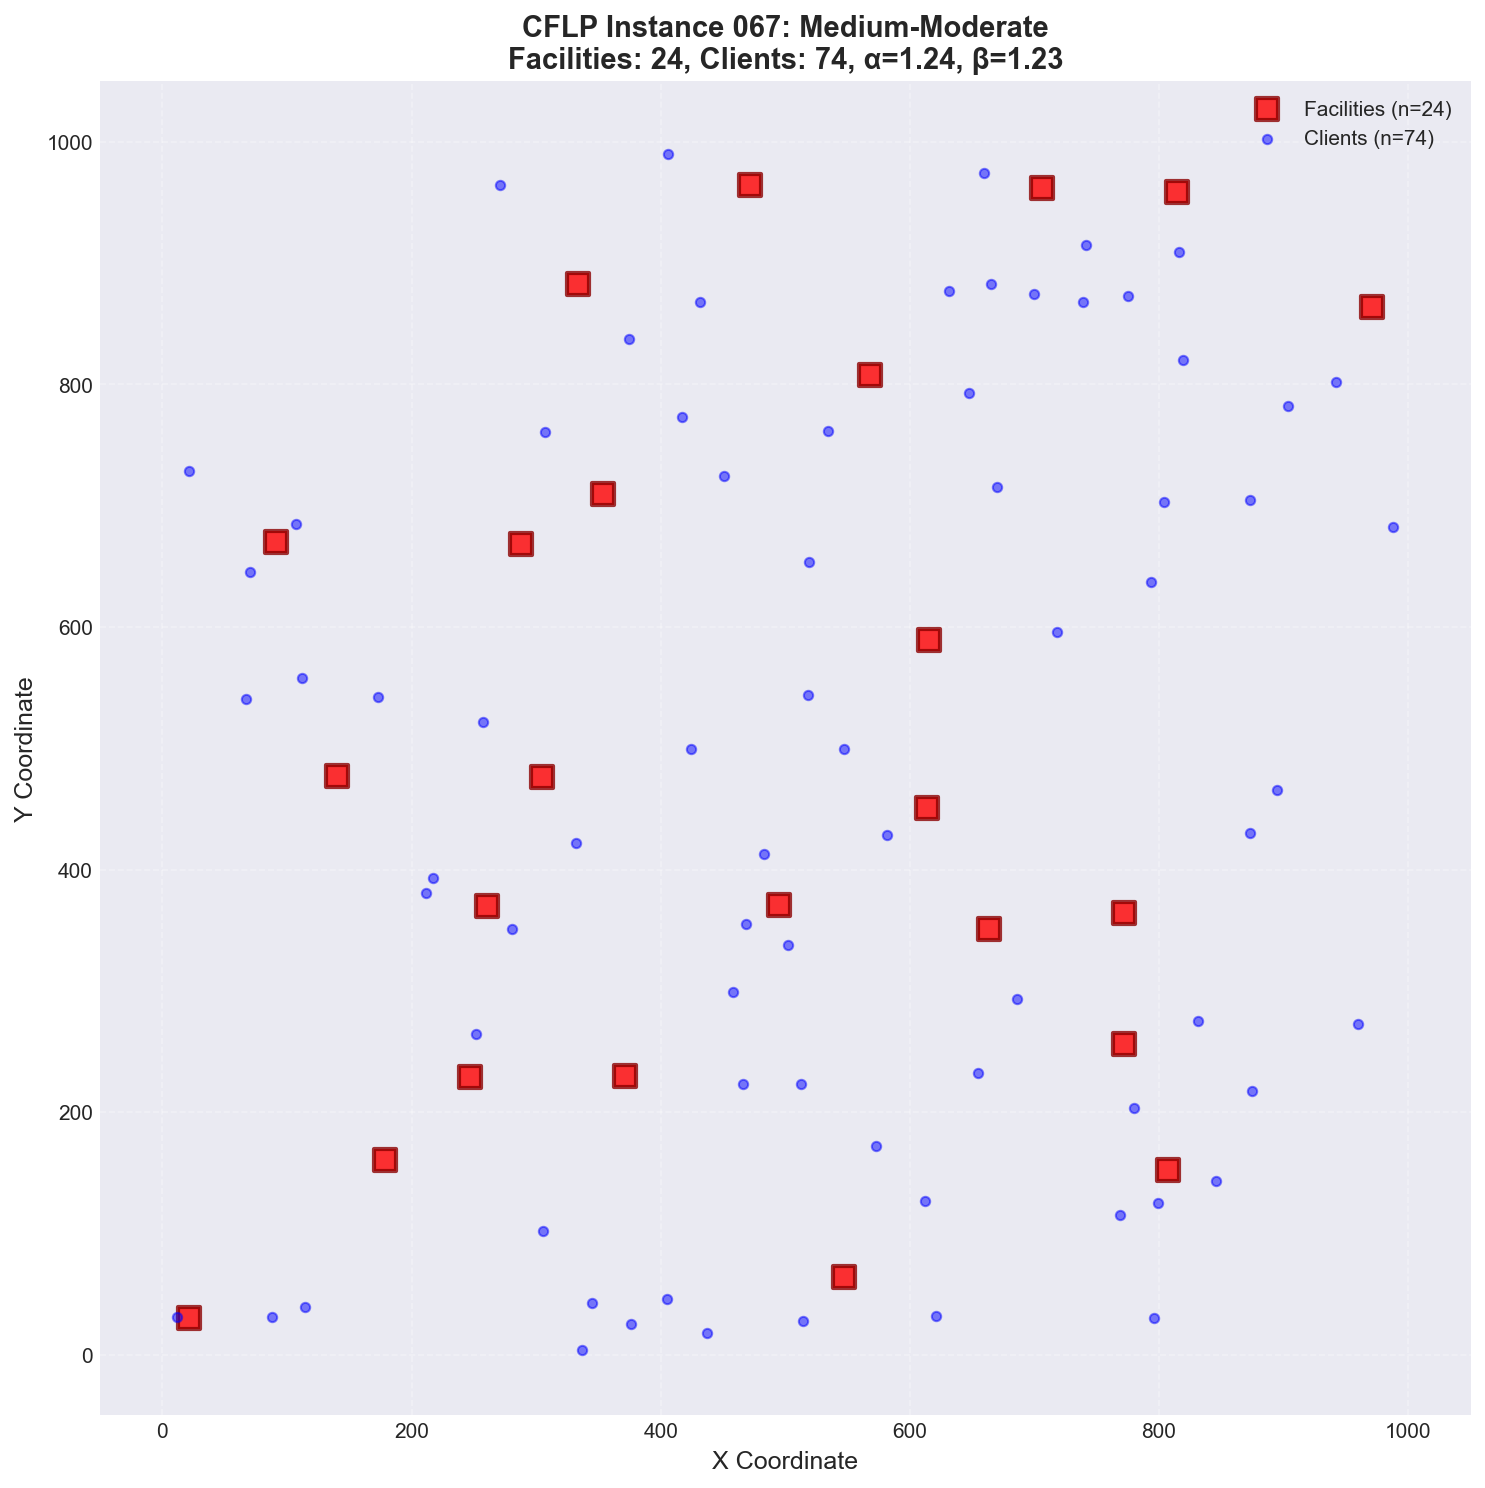 CFLP Instance 067: Medium-Moderate
Facilities: 24, Clients: 74, α=1.24, β=1.23
Facilities (n=24)
Clients (n=74)
1000
800
600
400
200
0
Y Coordinate
0 200 400 600 800 1000
X Coordinate